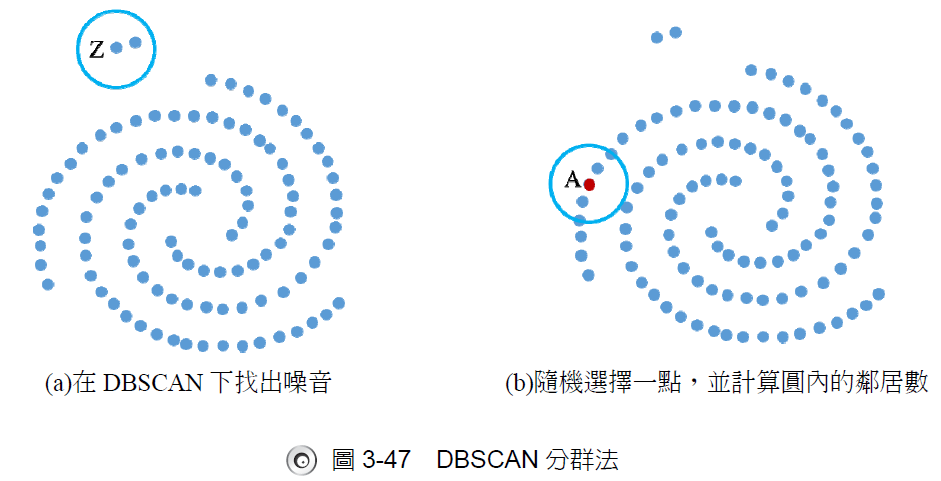 Z
A
(a)在 DBSCAN 下找出噪音
(b)隨機選擇一點，並計算圓內的鄰居數
圖 3-47 DBSCAN 分群法